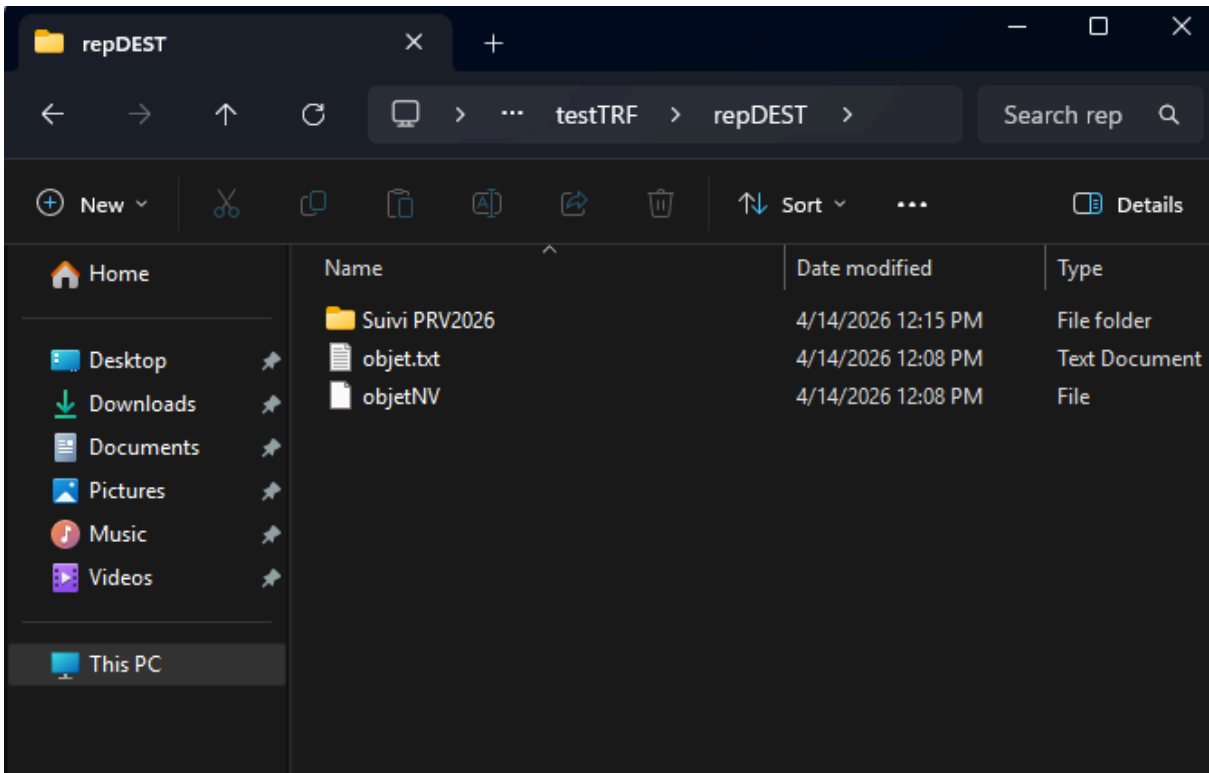 repDEST
testTRF > repDEST >
Search rep
New
Sort
Details
Home
Desktop
Downloads
Documents
Pictures
Music
Videos
This PC
Name Date modified Type
Suivi PRV2026 4/14/2026 12:15 PM File folder
objet.txt 4/14/2026 12:08 PM Text Document
objetNV 4/14/2026 12:08 PM File